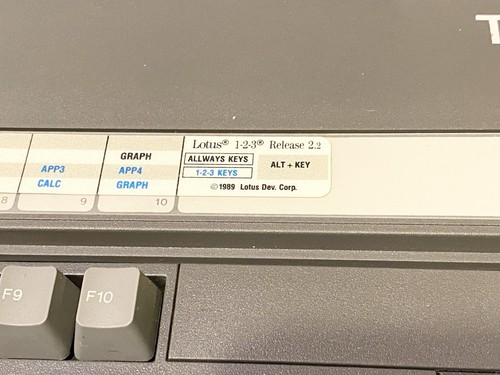 T
Lotus® 1-2-3® Release 2.2
ALLWAYS KEYS
ALT + KEY
1-2-3 KEYS
©1989 Lotus Dev. Corp.
GRAPH
APP3
APP4
CALC
GRAPH
8
9
10
F9
F10